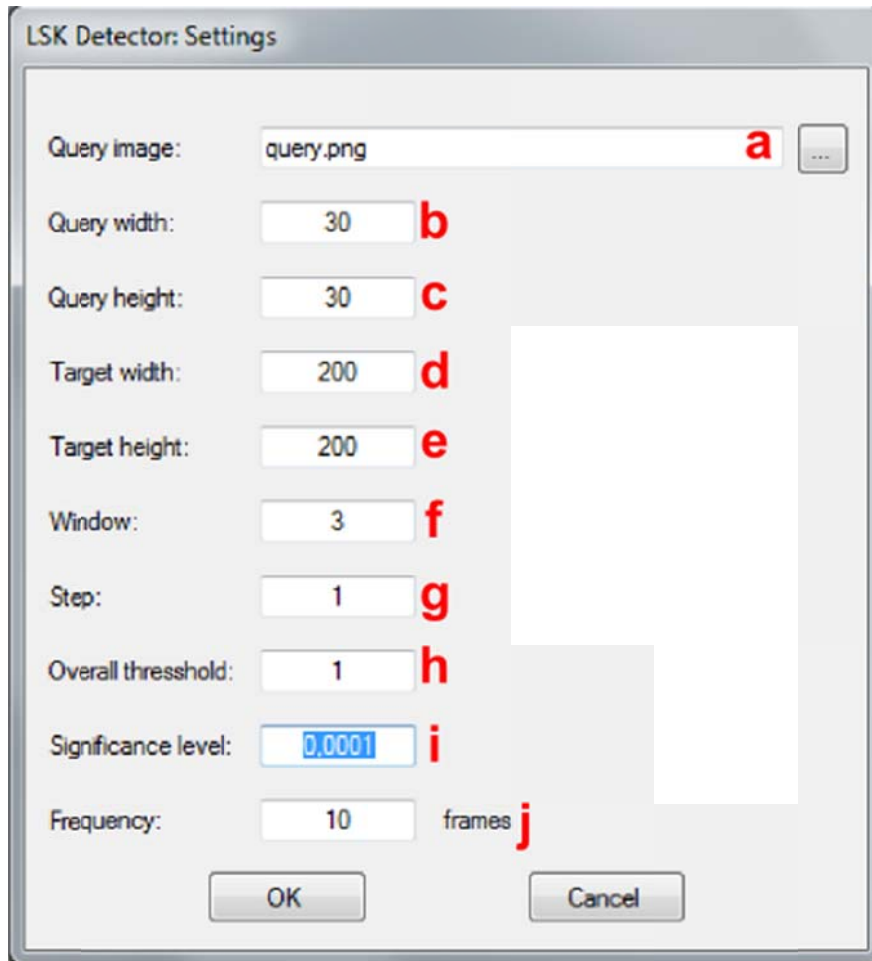 LSK Detector: Settings
Query image: query.png a ...
Query width: 30 b
Query height: 30 c
Target width: 200 d
Target height: 200 e
Window: 3 f
Step: 1 g
Overall thresshold: 1 h
Significance level: 0,0001 i
Frequency: 10 frames j
OK Cancel